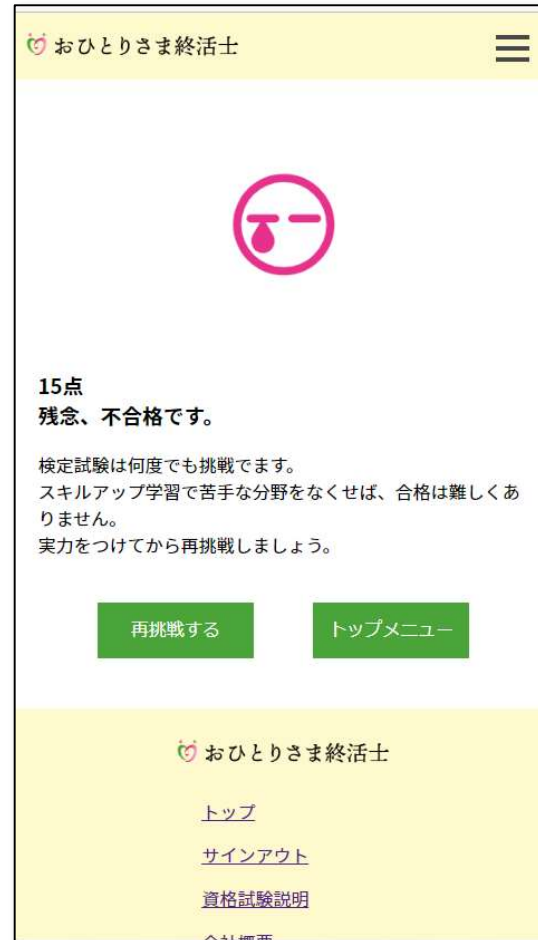 おひとりさま終活士
15点
残念、不合格です。
検定試験は何度でも挑戦でます。
スキルアップ学習で苦手な分野をなくせば、合格は難しくあ
りません。
実力をつけてから再挑戦しましょう。
再挑戦する
トップメニュー
おひとりさま終活士
トップ
サインアウト
資格試験説明
会社概要